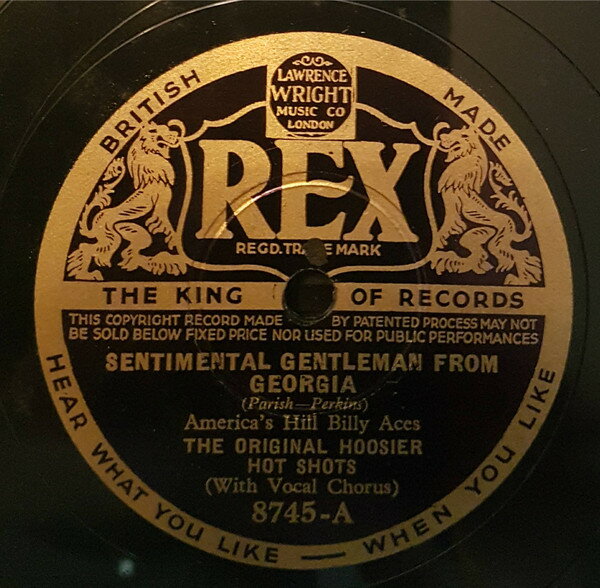 LAWRENCE
WRIGHT
MUSIC CO
LONDON
BRITISH MADE
REX
REGD. TRADE MARK
THE KING OF RECORDS
THIS COPYRIGHT RECORD MADE BY PATENTED PROCESS MAY NOT
BE SOLD BELOW FIXED PRICE NOR USED FOR PUBLIC PERFORMANCES
SENTIMENTAL GENTLEMAN FROM
GEORGIA
(Parish—Perkins)
America's Hill Billy Aces
THE ORIGINAL HOOSIER
HOT SHOTS
(With Vocal Chorus)
8745-A
HEAR WHAT YOU LIKE — WHEN YOU LIKE